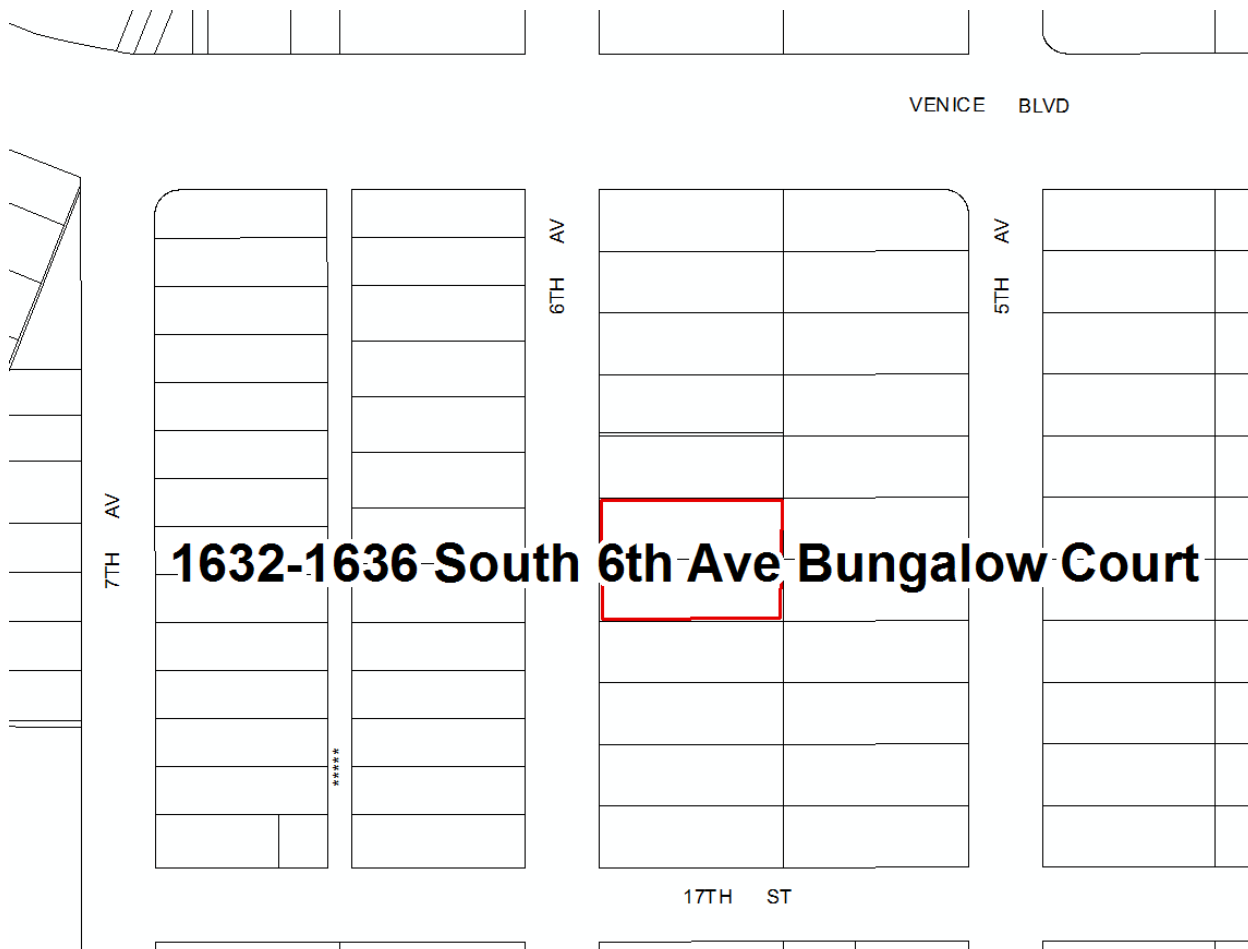 VENICE BLVD
6TH AV
5TH AV
7TH AV
1632-1636 South 6th Ave Bungalow Court
*****
17TH ST